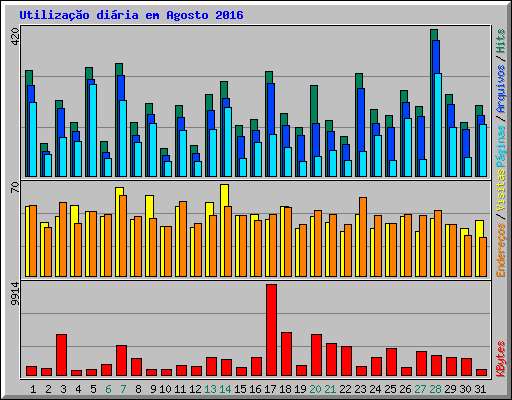 Utilização diária em Agosto 2016
420
70
9914
Endereços / visitas
Páginas / Arquivos / Hits
KBytes
1 2 3 4 5 6 7 8 9 10 11 12 13 14 15 16 17 18 19 20 21 22 23 24 25 26 27 28 29 30 31